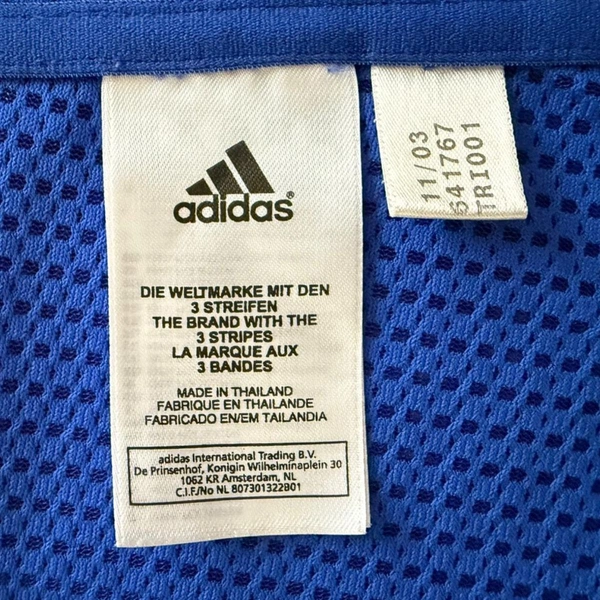 adidas®
DIE WELTMARKE MIT DEN
3 STREIFEN
THE BRAND WITH THE
3 STRIPES
LA MARQUE AUX
3 BANDES
MADE IN THAILAND
FABRIQUE EN THAILANDE
FABRICADO EN/EM TAILANDIA
adidas International Trading B.V.
De Prinsenhof, Konigin Wilhelminaplein 30
1062 KR Amsterdam, NL
C.I.F./No NL 807301322B01
11/03
641767
TRI001